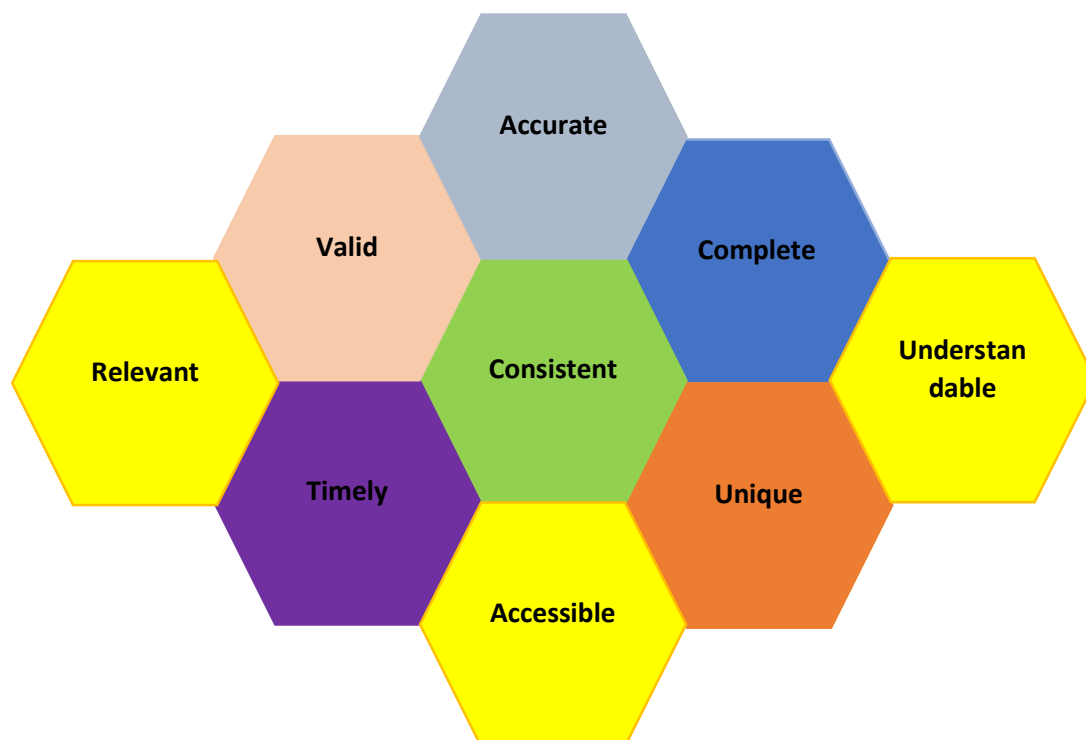 Accurate
Valid
Complete
Relevant
Consistent
Understan
dable
Timely
Unique
Accessible